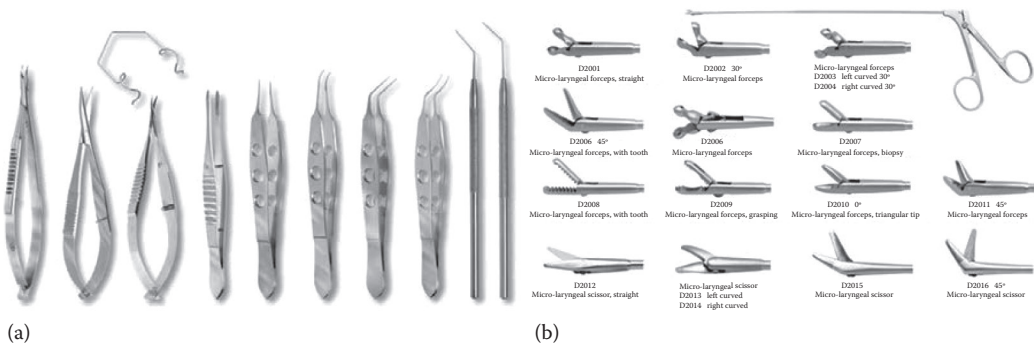 D2001
Micro-laryngeal forceps, straight
D2002 30°
Micro-laryngeal forceps
Micro-laryngeal forceps
D2003 left curved 30°
D2004 right curved 30°
D2006 45°
Micro-laryngeal forceps, with tooth
D2006
Micro-laryngeal forceps
D2007
Micro-laryngeal forceps, biopsy
D2008
Micro-laryngeal forceps, with tooth
D2009
Micro-laryngeal forceps, grasping
D2010 0°
Micro-laryngeal forceps, triangular tip
D2011 45°
Micro-laryngeal forceps
D2012
Micro-laryngeal scissor, straight
Micro-laryngeal scissor
D2013 left curved
D2014 right curved
D2015
Micro-laryngeal scissor
D2016 45°
Micro-laryngeal scissor
(a)
(b)